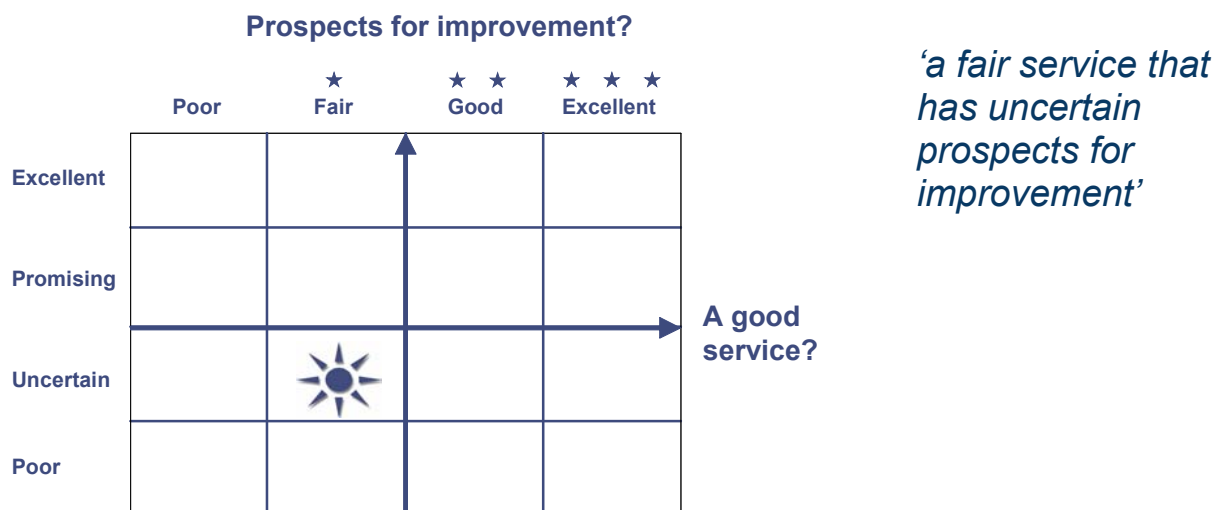 Prospects for improvement?
★ ★ ★ ★ ★ ★
Poor Fair Good Excellent
Excellent
Promising
A good
service?
Uncertain
Poor
‘a fair service that
has uncertain
prospects for
improvement’